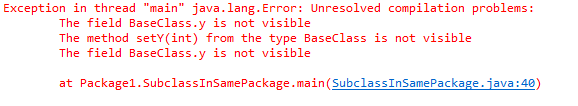 Exception in thread "main" java.lang.Error: Unresolved compilation problems:
The field BaseClass.y is not visible
The method setY(int) from the type BaseClass is not visible
The field BaseClass.y is not visible
at Package1.SubclassInSamePackage.main(SubclassInSamePackage.java:40)